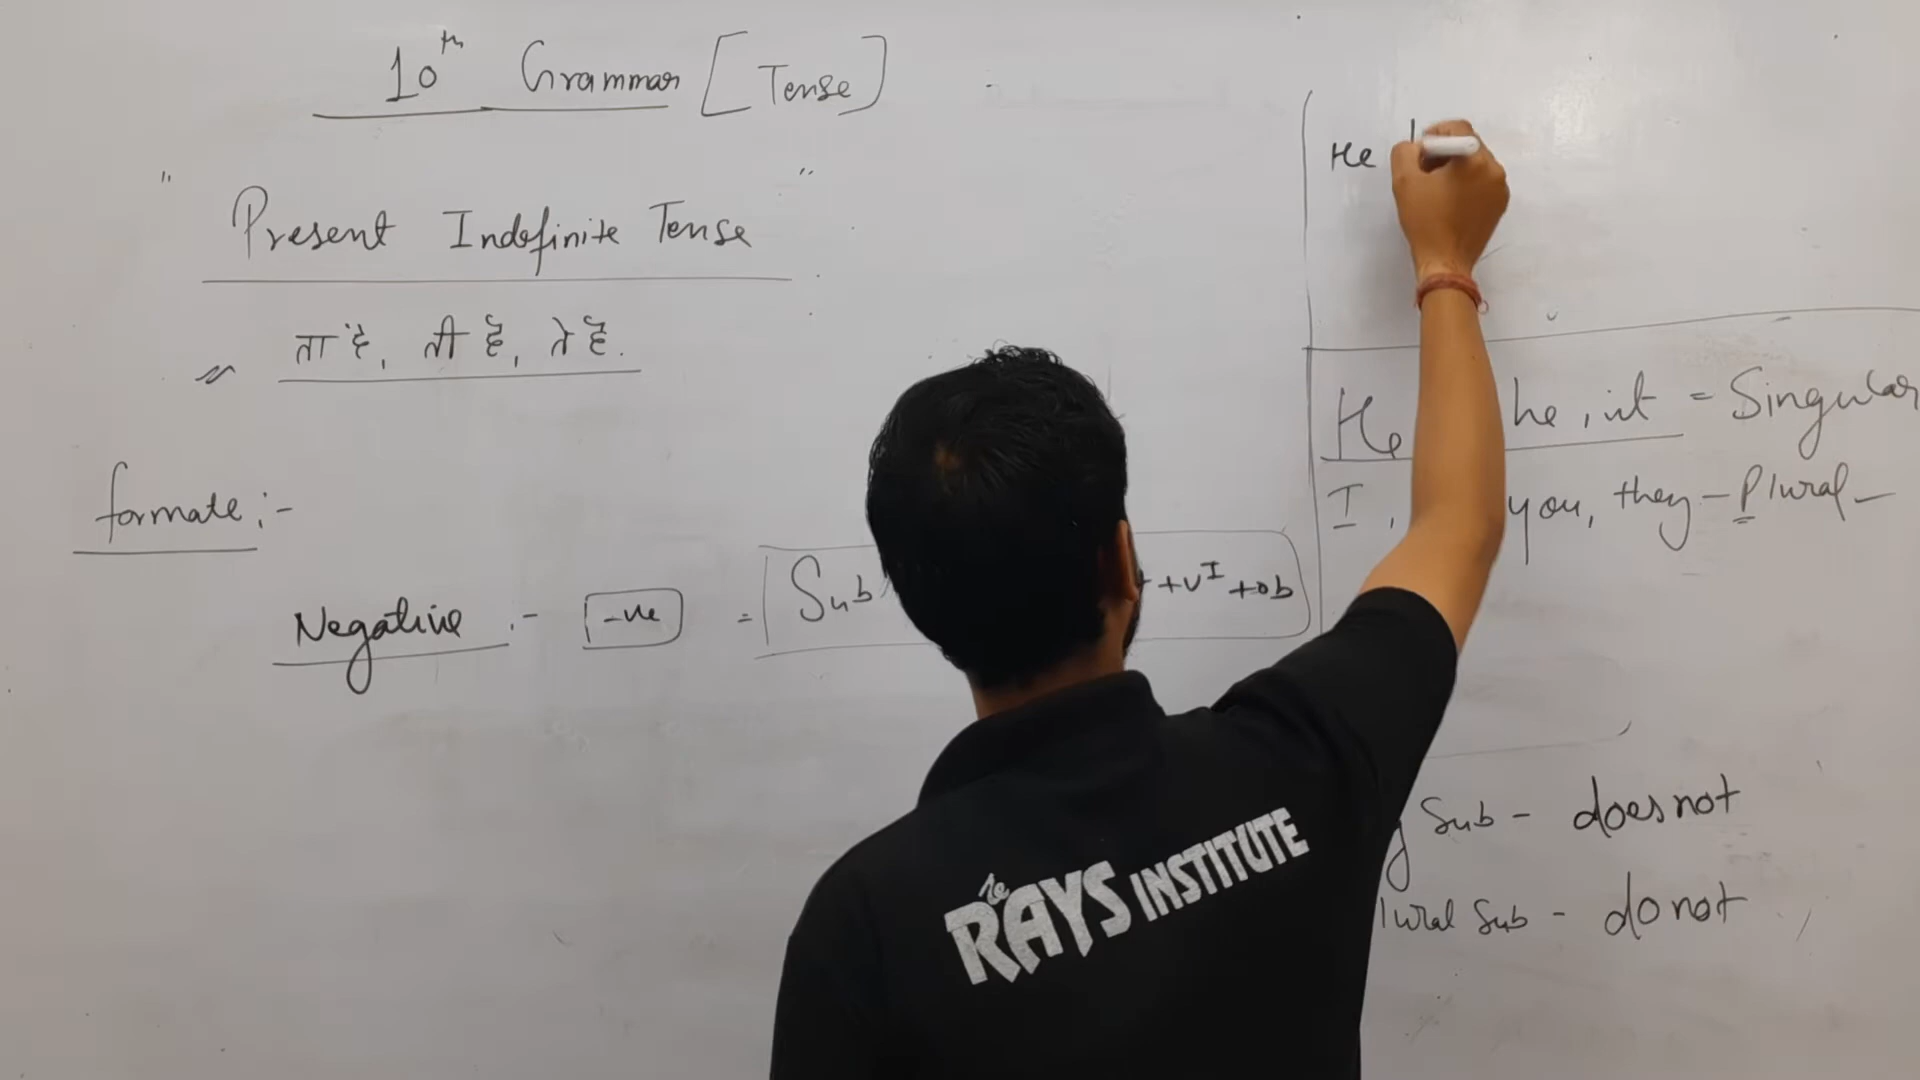 10th Grammar [Tense]
" Present Indefinite Tense "
ता है, ती है, ते हैं.
formate :-
Negative :- -ve = Sub +V I +ob
He
He he, it = Singular
I, you, they - Plural -
Sub - does not
lural Sub - do not
The RAYS INSTITUTE